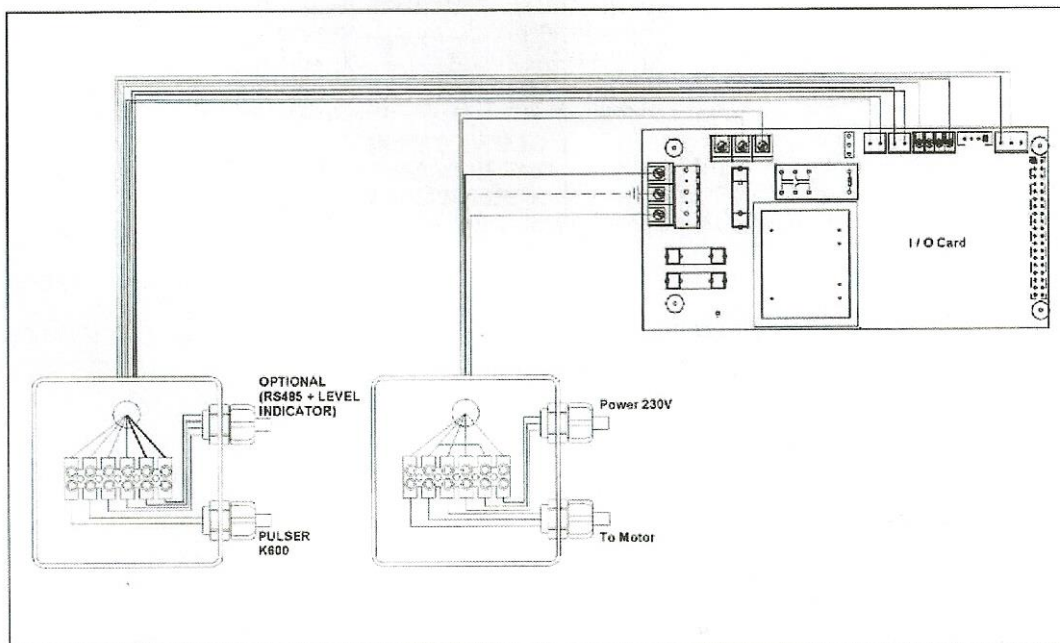 I / O Card
OPTIONAL
(RS485 + LEVEL
INDICATOR)
Power 230V
PULSER
K600
To Motor